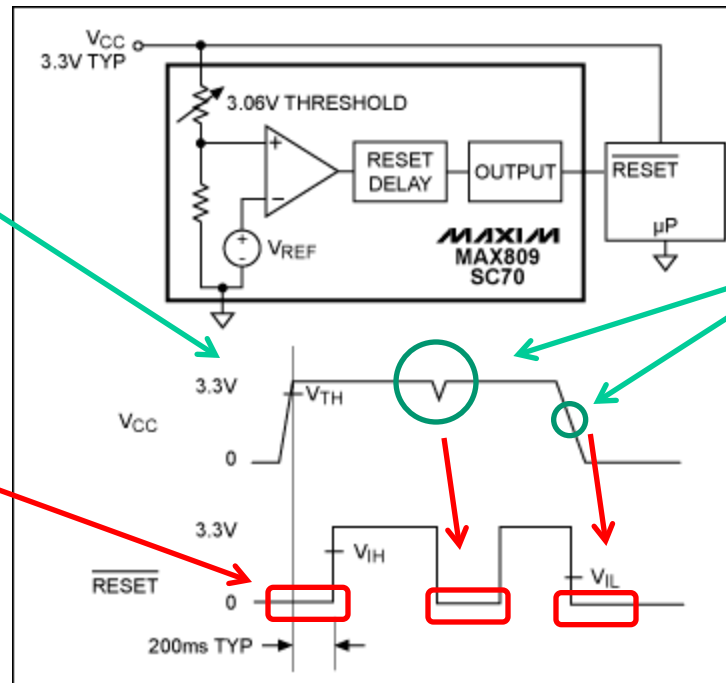 VCC
3.3V TYP
3.06V THRESHOLD
+
−
RESET
DELAY
OUTPUT
RESET
µP
+
−
VREF
MAXIM
MAX809
SC70
3.3V
VTH
VCC
0
3.3V
VIH
RESET
0
VIL
200ms TYP